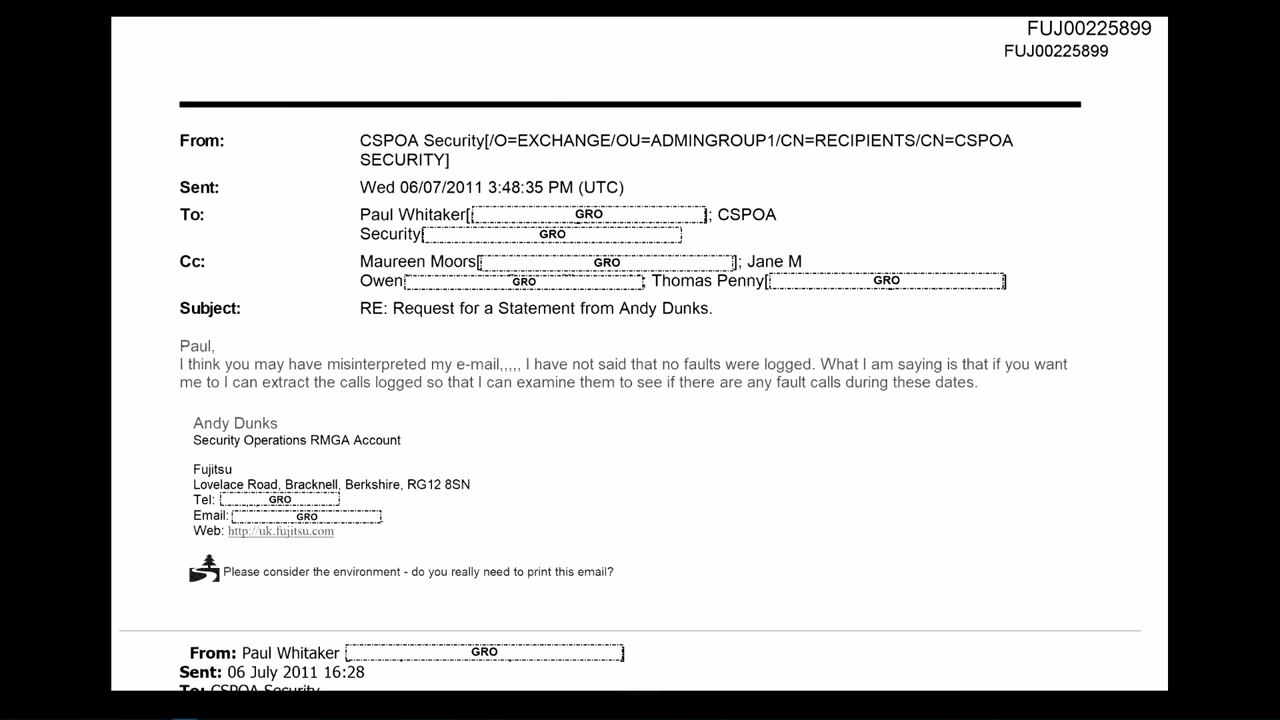 FUJ00225899
FUJ00225899
From: CSPOA Security[/O=EXCHANGE/OU=ADMINGROUP1/CN=RECIPIENTS/CN=CSPOA
SECURITY]
Sent: Wed 06/07/2011 3:48:35 PM (UTC)
To: Paul Whitaker[ GRO ]; CSPOA
Security[ GRO
Cc: Maureen Moors[ GRO ]; Jane M
Owen[ GRO ; Thomas Penny[ GRO ]
Subject: RE: Request for a Statement from Andy Dunks.
Paul,
I think you may have misinterpreted my e-mail,,,,, I have not said that no faults were logged. What I am saying is that if you want
me to I can extract the calls logged so that I can examine them to see if there are any fault calls during these dates.
Andy Dunks
Security Operations RMGA Account
Fujitsu
Lovelace Road, Bracknell, Berkshire, RG12 8SN
Tel: GRO
Email: GRO
Web: http://uk.fujitsu.com
Please consider the environment - do you really need to print this email?
From: Paul Whitaker [ GRO ]
Sent: 06 July 2011 16:28
To: CSPOA Security